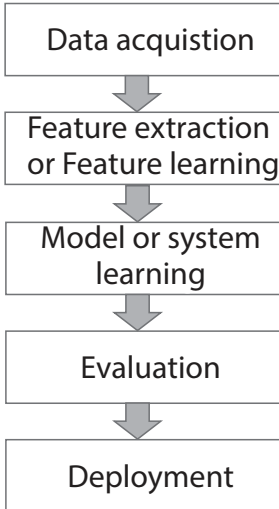 Data acquistion
Feature extraction
or Feature learning
Model or system
learning
Evaluation
Deployment